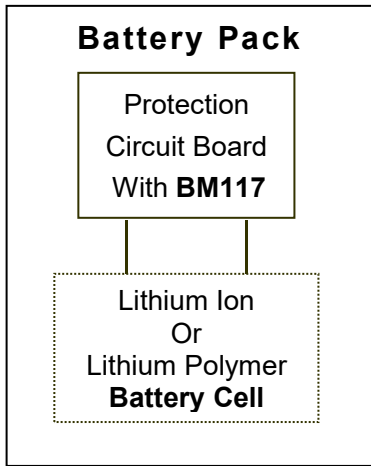 Battery Pack
Protection
Circuit Board
With BM117
Lithium Ion
Or
Lithium Polymer
Battery Cell